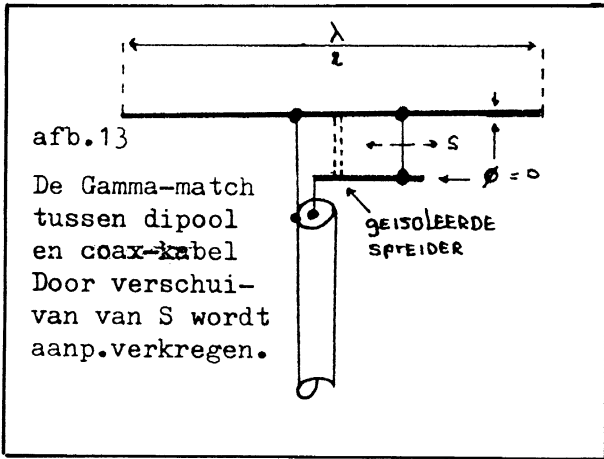 λ
2
afb.13
S
Ø = D
De Gamma-match
tussen dipool
en coax-kabel
Door verschui-
van van S wordt
aanp.verkregen.
GEISOLEERDE
SPREIDER